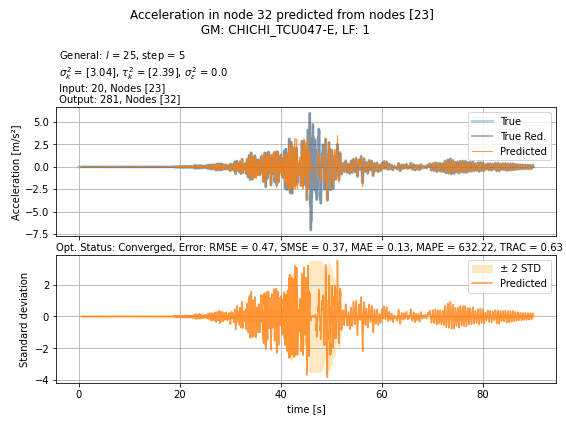 Acceleration in node 32 predicted from nodes [23]
GM: CHICHI_TCU047-E, LF: 1
General: l = 25, step = 5
σ²ₖ = [3.04], τ²ₖ = [2.39], σ²ε = 0.0
Input: 20, Nodes [23]
Output: 281, Nodes [32]
Acceleration [m/s²]
5.0
2.5
0.0
−2.5
−5.0
−7.5
True
True Red.
Predicted
Opt. Status: Converged, Error: RMSE = 0.47, SMSE = 0.37, MAE = 0.13, MAPE = 632.22, TRAC = 0.63
Standard deviation
2
0
−2
−4
± 2 STD
Predicted
0 20 40 60 80
time [s]